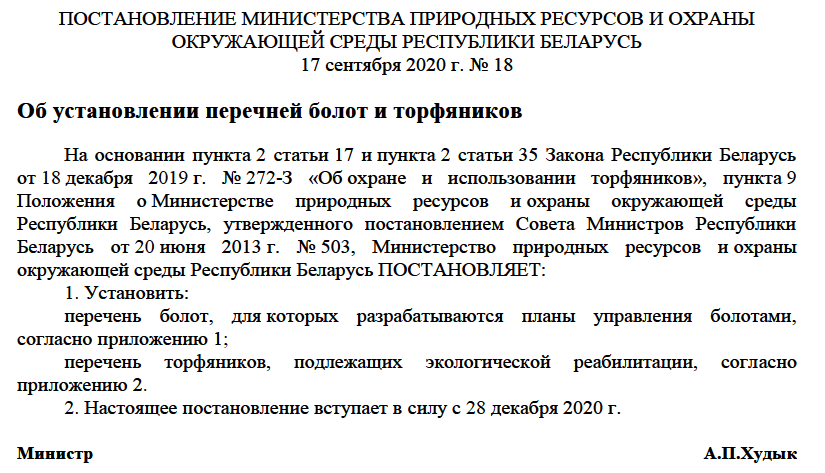 ПОСТАНОВЛЕНИЕ МИНИСТЕРСТВА ПРИРОДНЫХ РЕСУРСОВ И ОХРАНЫ
ОКРУЖАЮЩЕЙ СРЕДЫ РЕСПУБЛИКИ БЕЛАРУСЬ
17 сентября 2020 г. № 18
Об установлении перечней болот и торфяников
На основании пункта 2 статьи 17 и пункта 2 статьи 35 Закона Республики Беларусь
от 18 декабря 2019 г. № 272-З «Об охране и использовании торфяников», пункта 9
Положения о Министерстве природных ресурсов и охраны окружающей среды
Республики Беларусь, утвержденного постановлением Совета Министров Республики
Беларусь от 20 июня 2013 г. № 503, Министерство природных ресурсов и охраны
окружающей среды Республики Беларусь ПОСТАНОВЛЯЕТ:
1. Установить:
перечень болот, для которых разрабатываются планы управления болотами,
согласно приложению 1;
перечень торфяников, подлежащих экологической реабилитации, согласно
приложению 2.
2. Настоящее постановление вступает в силу с 28 декабря 2020 г.
Министр А.П.Худык